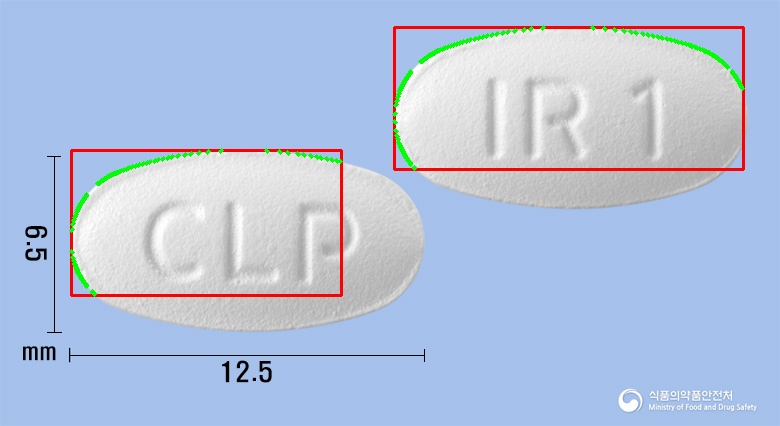 IR 1
CLP
6.5
mm
12.5
식품의약품안전처
Ministry of Food and Drug Safety